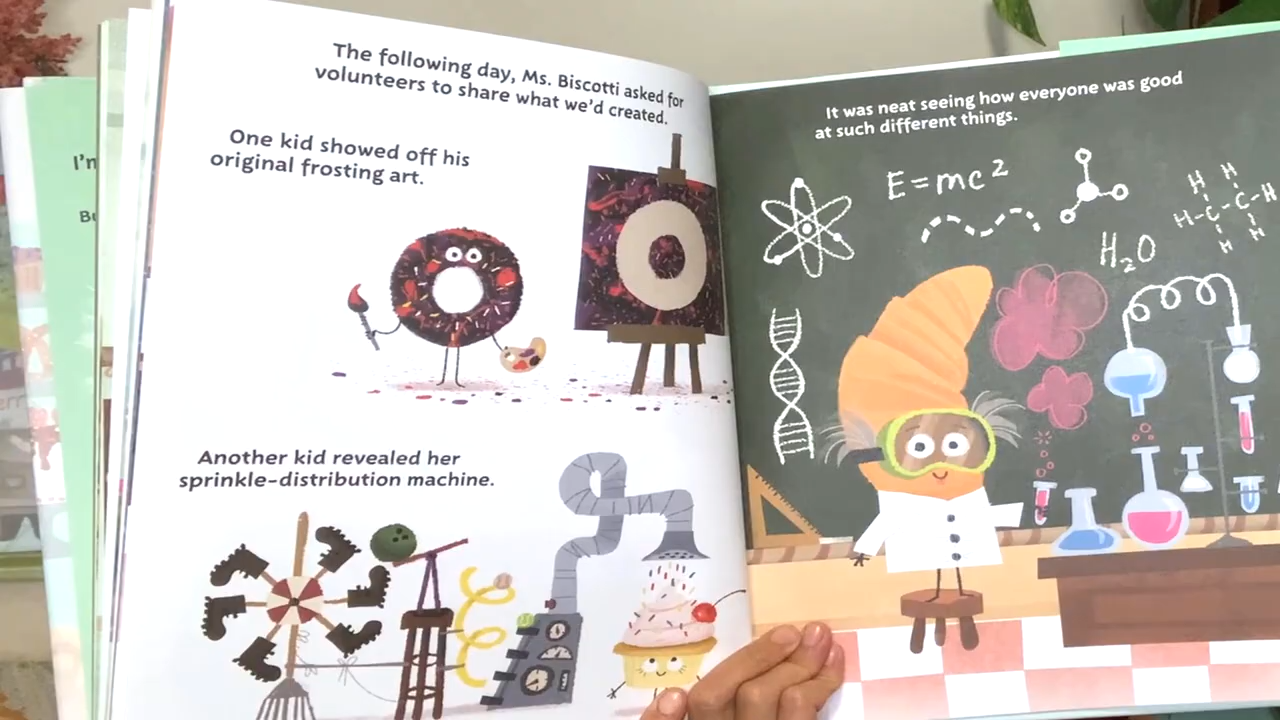 I'm
The following day, Ms. Biscotti asked for
volunteers to share what we'd created.
One kid showed off his
original frosting art.
Another kid revealed her
sprinkle-distribution machine.
It was neat seeing how everyone was good
at such different things.
E=mc²
H₂O
H H
H-C-C-H
H H